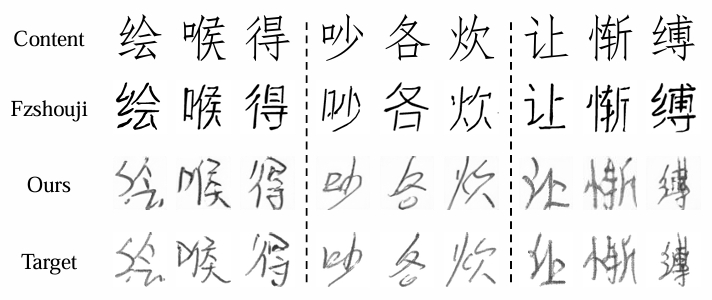 Content 绘 喉 得 吵 各 炊 让 惭 缚
Fzshouji 绘 喉 得 吵 各 炊 让 惭 缚
Ours 绘 喉 得 吵 各 炊 让 惭 缚
Target 绘 喉 得 吵 各 炊 让 惭 缚